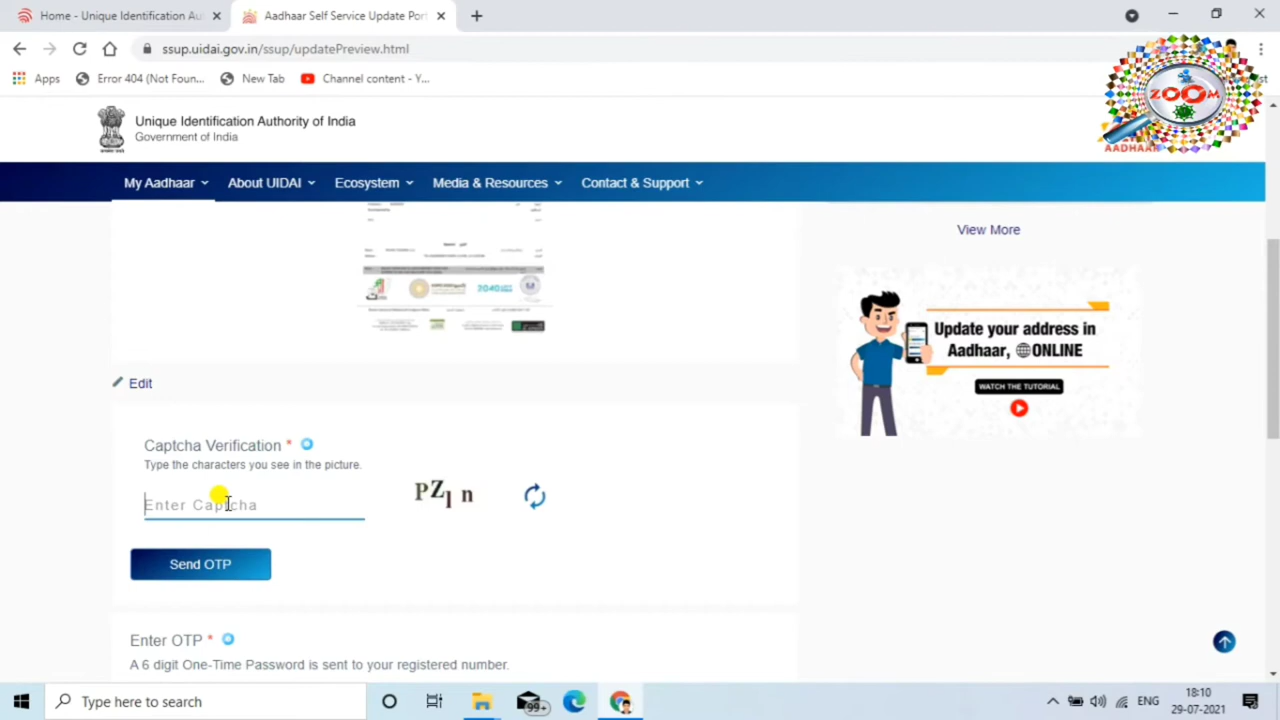 Home - Unique Identification Au
Aadhaar Self Service Update Port
ssup.uidai.gov.in/ssup/updatePreview.html
Apps
Error 404 (Not Foun...
New Tab
Channel content - Y...
ZOOM
AADHAAR
Unique Identification Authority of India
Government of India
My Aadhaar
About UIDAI
Ecosystem
Media & Resources
Contact & Support
View More
2040
Update your address in
Aadhaar, ONLINE
WATCH THE TUTORIAL
Edit
Captcha Verification *
Type the characters you see in the picture.
Enter Captcha
Send OTP
Enter OTP *
A 6 digit One-Time Password is sent to your registered number.
Type here to search
99+
ENG
18:10
29-07-2021